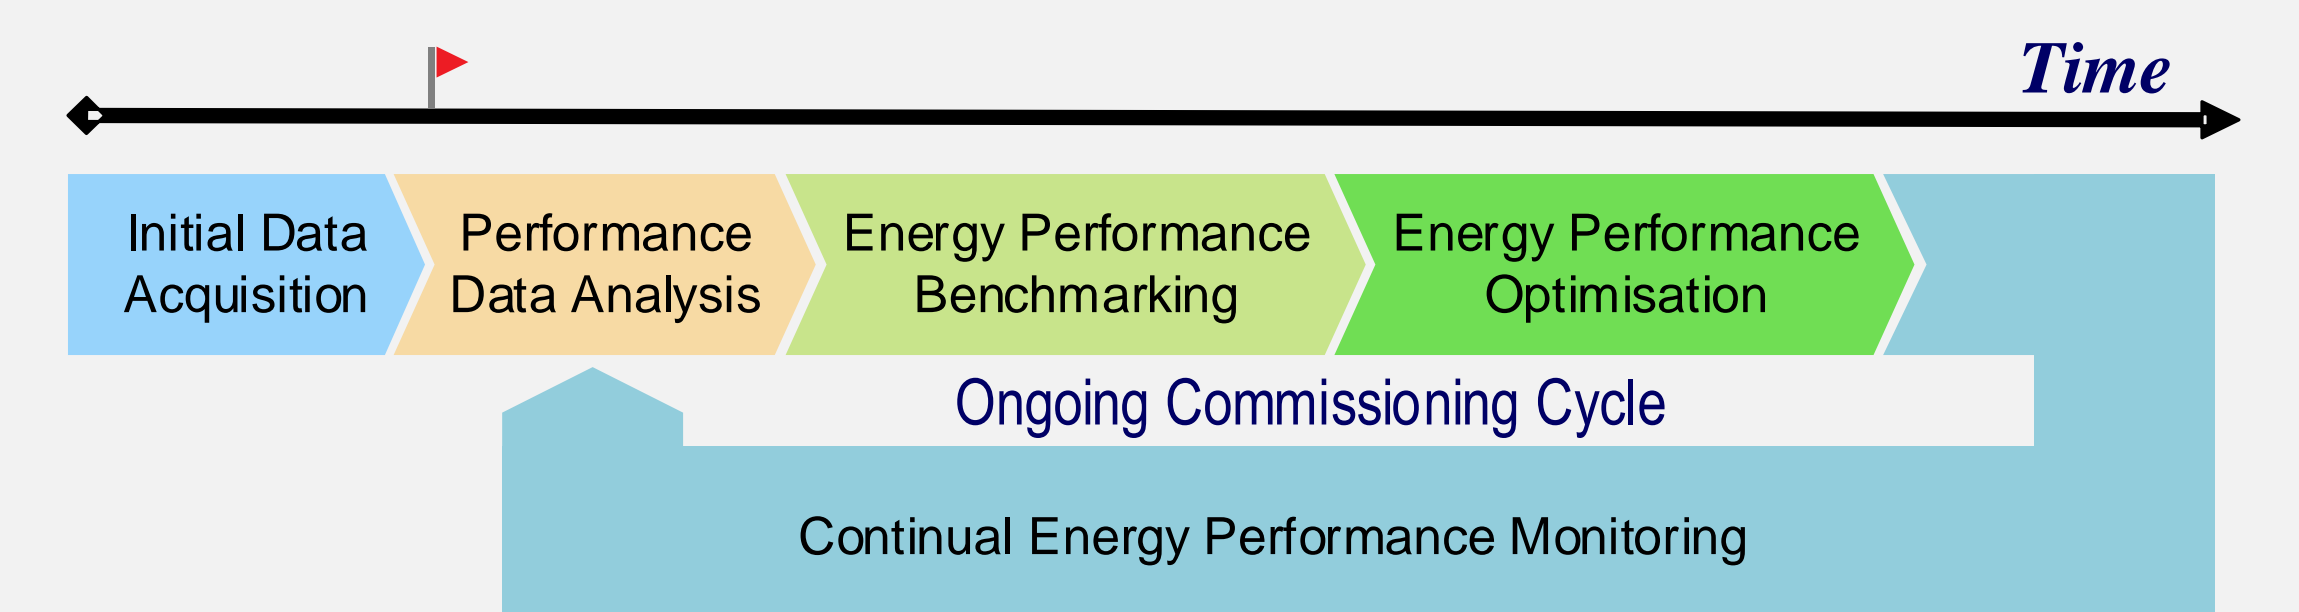 Time
Initial Data
Acquisition
Performance
Data Analysis
Energy Performance
Benchmarking
Energy Performance
Optimisation
Ongoing Commissioning Cycle
Continual Energy Performance Monitoring